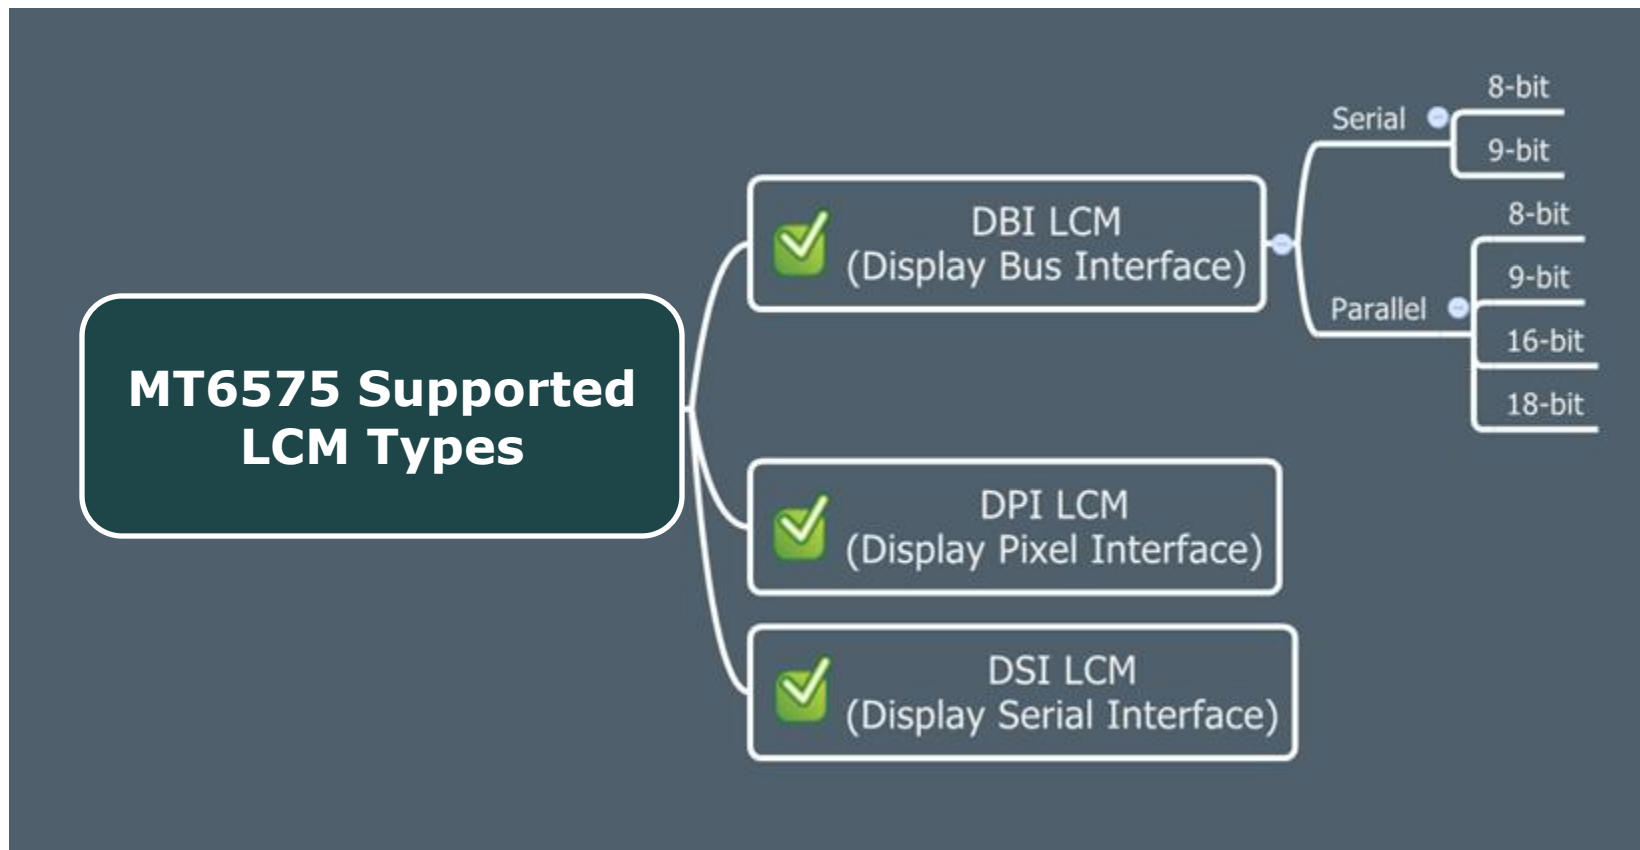 MT6575 Supported
LCM Types
DBI LCM
(Display Bus Interface)
Serial
8-bit
9-bit
Parallel
8-bit
9-bit
16-bit
18-bit
DPI LCM
(Display Pixel Interface)
DSI LCM
(Display Serial Interface)